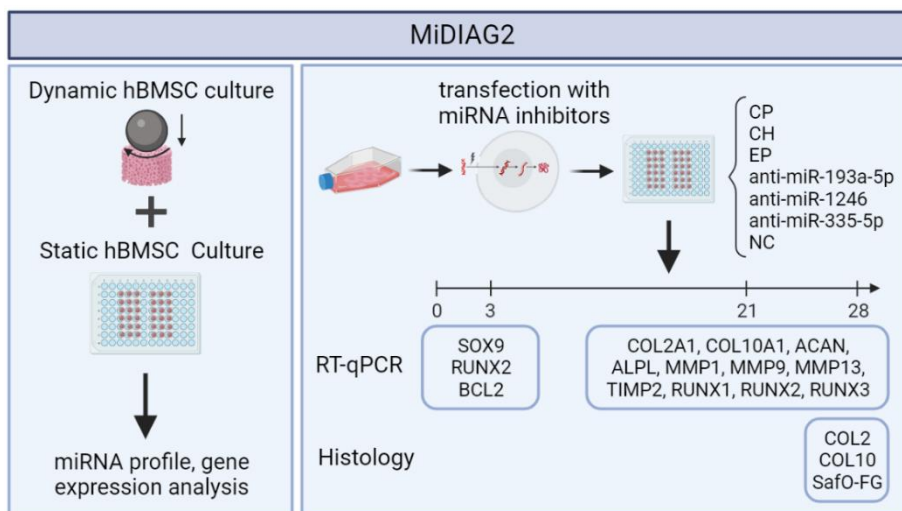 MiDIAG2
Dynamic hBMSC culture
Static hBMSC Culture
miRNA profile, gene
expression analysis
transfection with
miRNA inhibitors
CP
CH
EP
anti-miR-193a-5p
anti-miR-1246
anti-miR-335-5p
NC
0 3 21 28
RT-qPCR
SOX9
RUNX2
BCL2
COL2A1, COL10A1, ACAN,
ALPL, MMP1, MMP9, MMP13,
TIMP2, RUNX1, RUNX2, RUNX3
Histology
COL2
COL10
SafO-FG